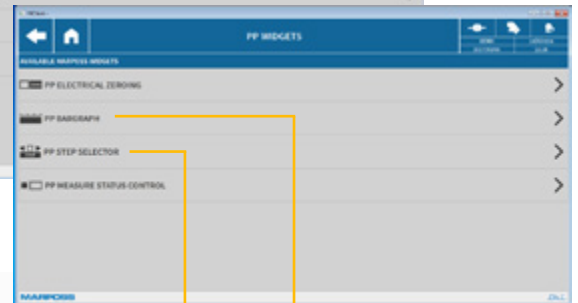 PP WIDGETS
AVAILABLE MARPOSS WIDGETS
PP ELECTRICAL ZEROING
PP BARGRAPH
PP STEP SELECTOR
PP MEASURE STATUS CONTROL
MARPOSS